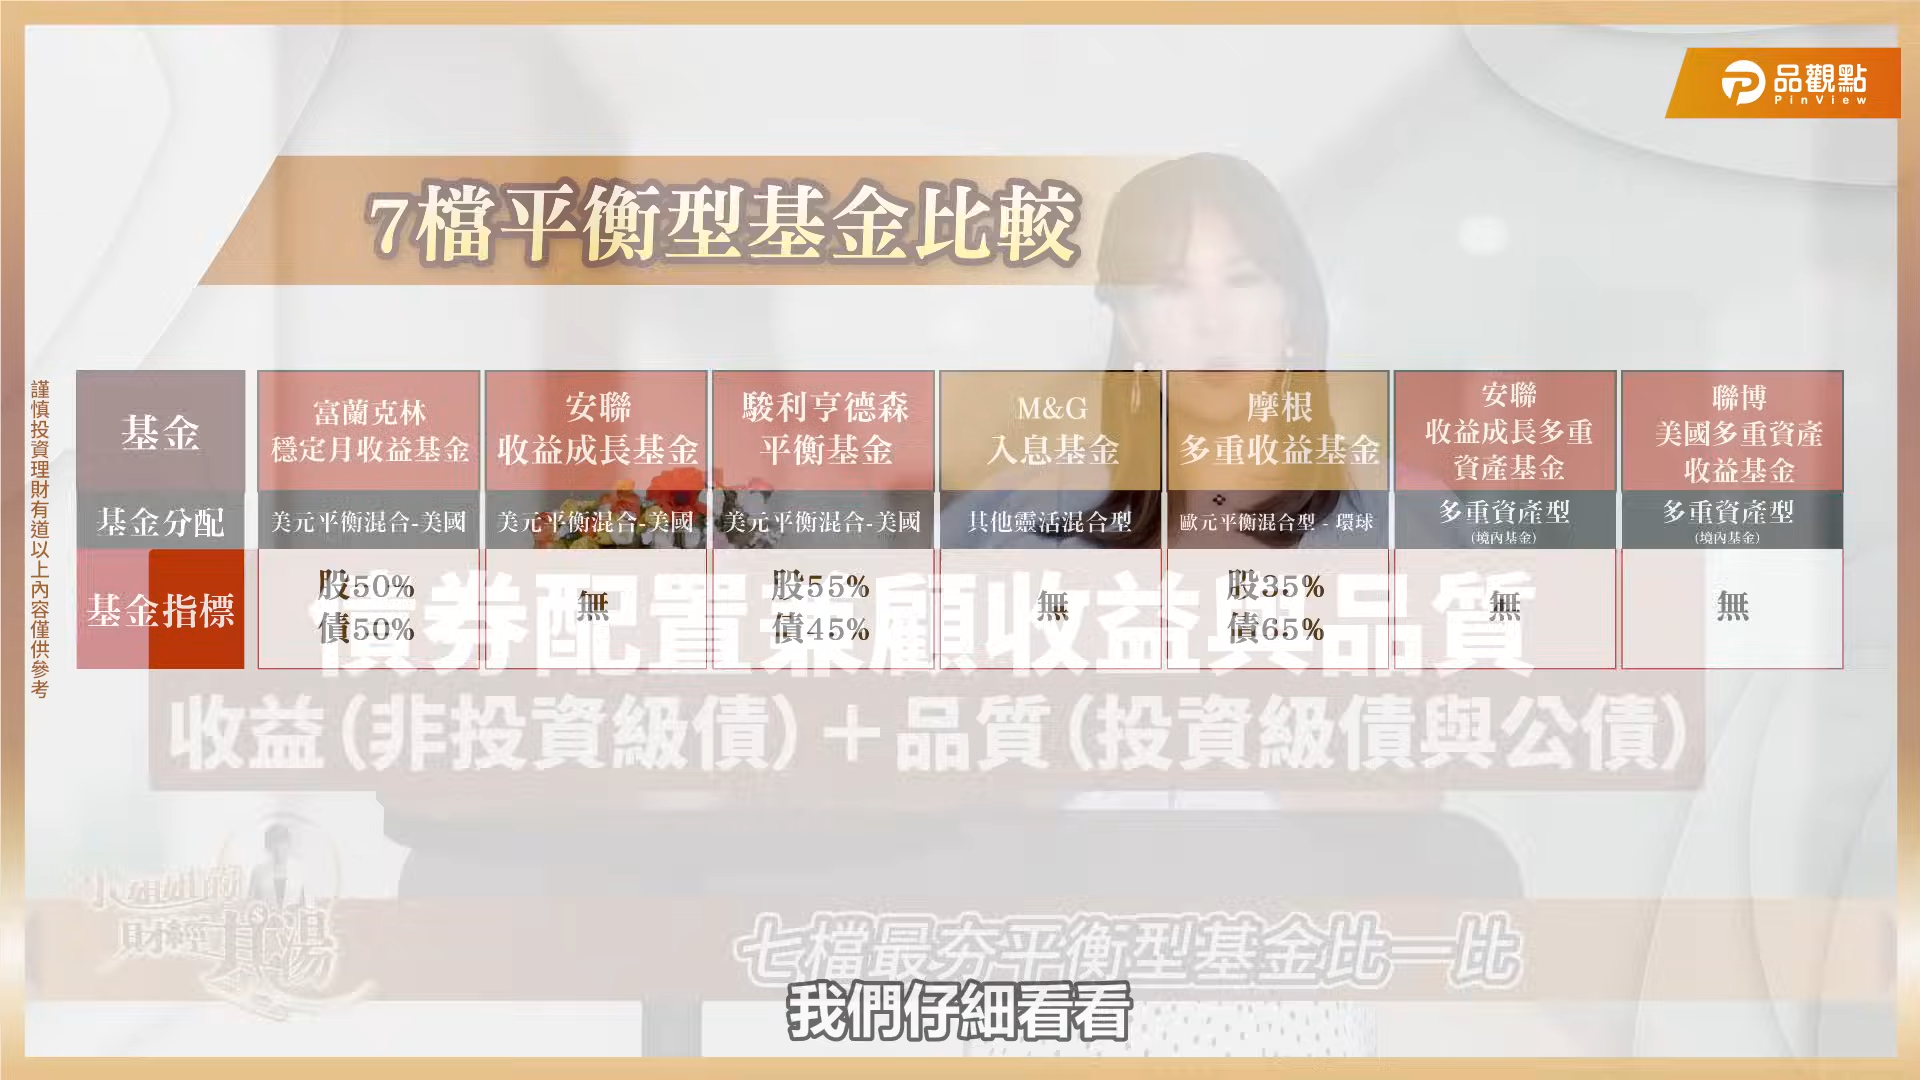 品觀點
PinView
7檔平衡型基金比較
謹慎投資理財有道以上內容僅供參考
基金
富蘭克林
穩定月收益基金
安聯
收益成長基金
駿利亨德森
平衡基金
M&G
入息基金
摩根
多重收益基金
安聯
收益成長多重
資產基金
聯博
美國多重資產
收益基金
基金分配
美元平衡混合-美國
美元平衡混合-美國
美元平衡混合-美國
其他靈活混合型
歐元平衡混合型 - 環球
多重資產型
(境內基金)
多重資產型
(境內基金)
基金指標
股50%
債50%
無
股55%
債45%
無
股35%
債65%
無
無
債券配置兼顧收益與品質
收益(非投資級債)＋品質(投資級債與公債)
小姐姐的
財經其湯
七檔最夯平衡型基金比一比
我們仔細看看